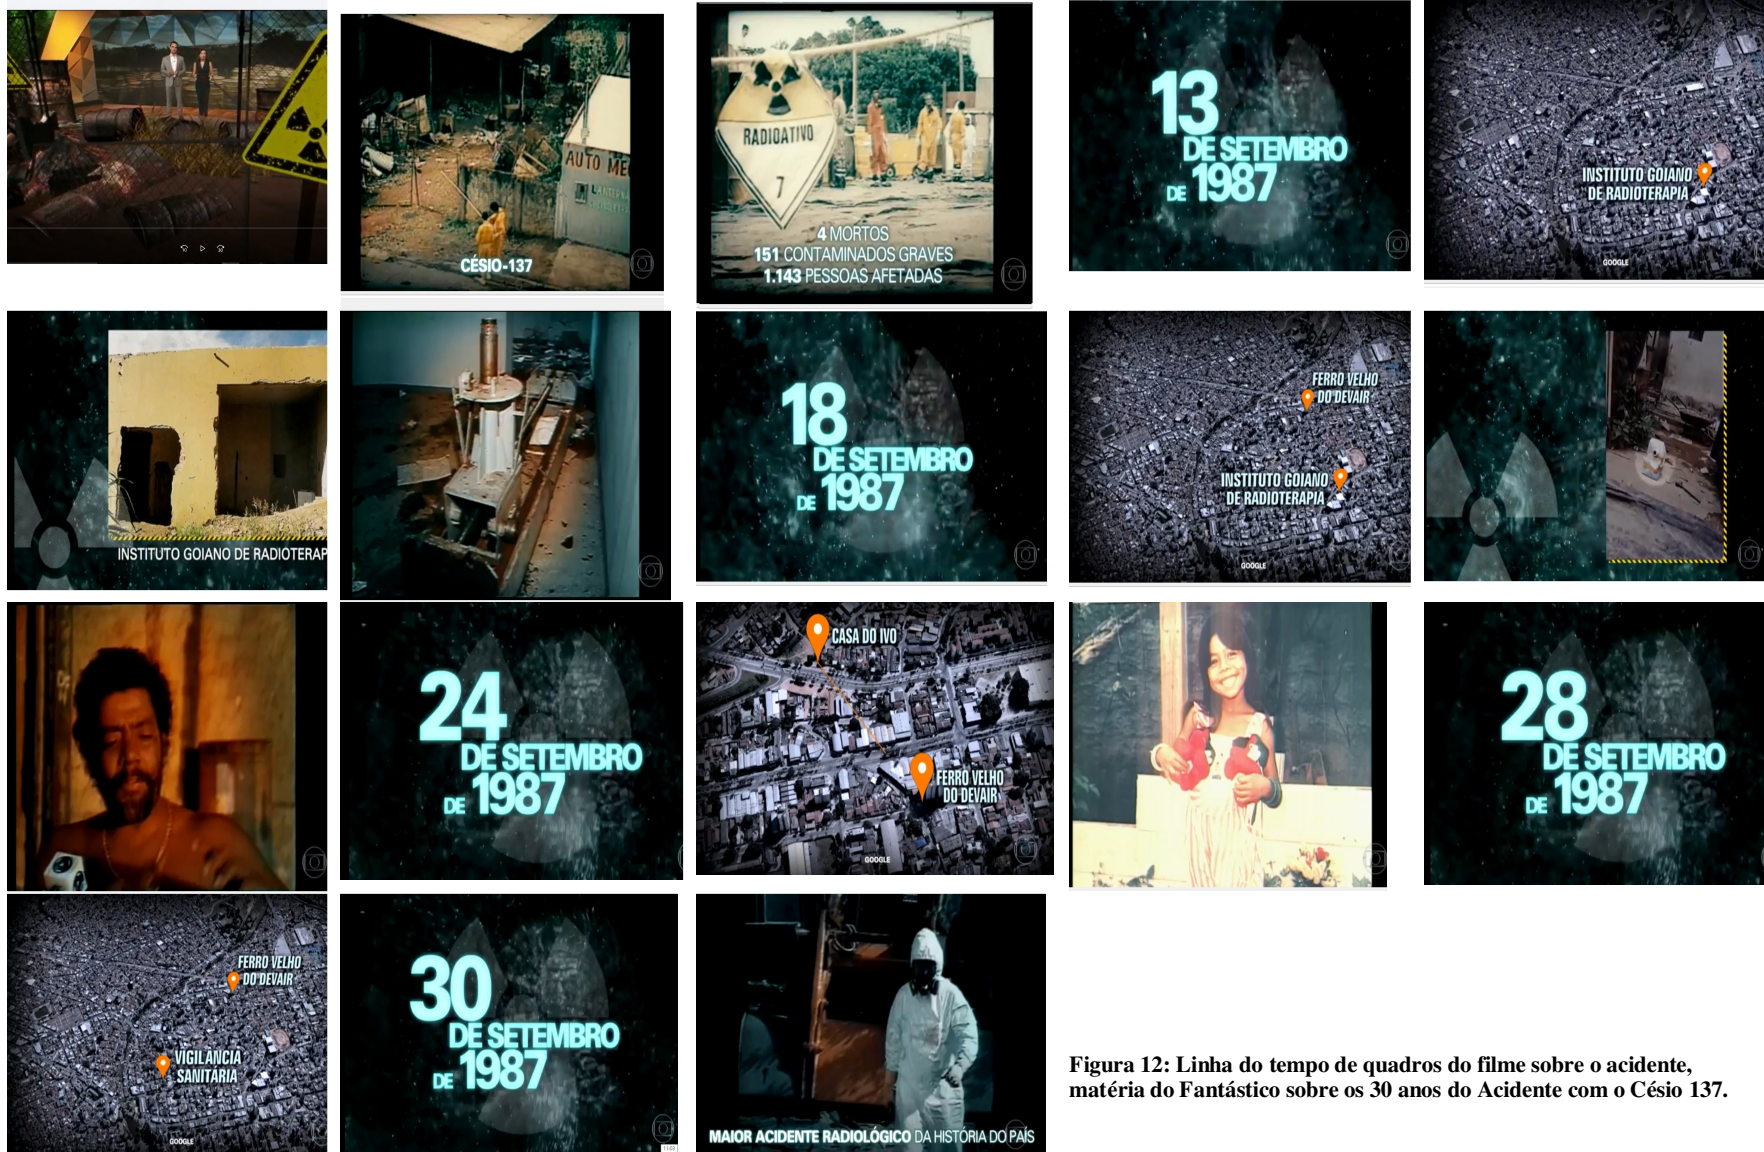 CÉSIO-137
AUTO MEC
RADIOATIVO
7
4 MORTOS
151 CONTAMINADOS GRAVES
1.143 PESSOAS AFETADAS
13
DE SETEMBRO
DE 1987
INSTITUTO GOIANO
DE RADIOTERAPIA
GOOGLE
INSTITUTO GOIANO DE RADIOTERAP
18
DE SETEMBRO
DE 1987
FERRO VELHO
DO DEVAIR
INSTITUTO GOIANO
DE RADIOTERAPIA
GOOGLE
24
DE SETEMBRO
DE 1987
CASA DO IVO
FERRO VELHO
DO DEVAIR
GOOGLE
28
DE SETEMBRO
DE 1987
FERRO VELHO
DO DEVAIR
VIGILÂNCIA
SANITÁRIA
GOOGLE
30
DE SETEMBRO
DE 1987
MAIOR ACIDENTE RADIOLÓGICO DA HISTÓRIA DO PAÍS
Figura 12: Linha do tempo de quadros do filme sobre o acidente,
matéria do Fantástico sobre os 30 anos do Acidente com o Césio 137.